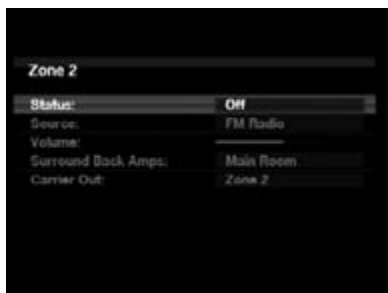 Zone 2
Status: Off
Source: FM Radio
Volume:
Surround Back Amps: Main Room
Carrier Out: Zone 2